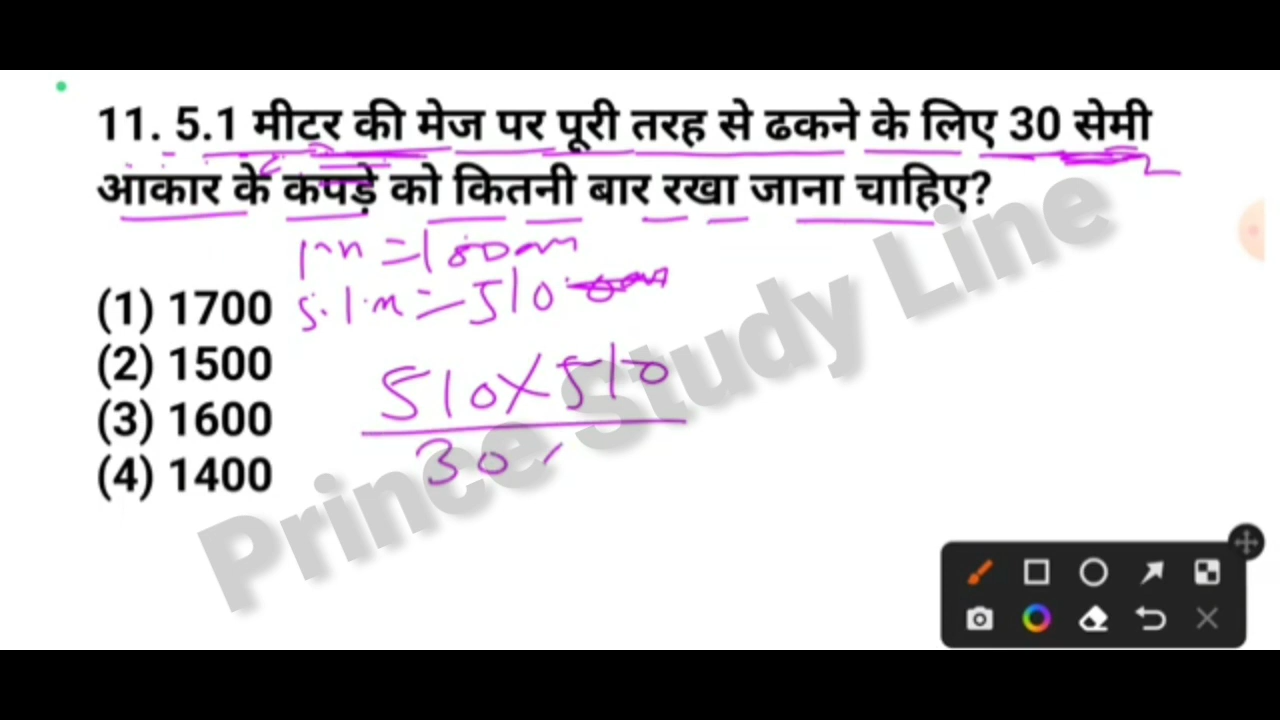 11. 5.1 मीटर की मेज पर पूरी तरह से ढकने के लिए 30 सेमी
आकार के कपड़े को कितनी बार रखा जाना चाहिए?
1m = 100cm
(1) 1700
5.1m = 510
(2) 1500
510 × 510
(3) 1600
30
(4) 1400
Prince Study Line